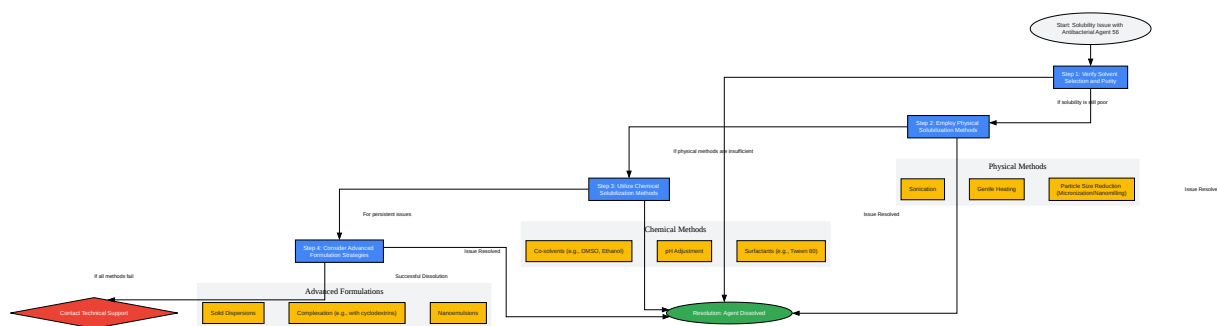 Start: Solubility Issue with
Antibacterial Agent 56
Step 1: Verify Solvent
Selection and Purity
If solubility is still poor
Step 2: Employ Physical
Solubilization Methods
If physical methods are insufficient
Physical Methods
Sonication
Gentle Heating
Particle Size Reduction
(Micronization/Nanomilling)
Issue Resolved
Step 3: Utilize Chemical
Solubilization Methods
For persistent issues
Issue Resolved
Chemical Methods
Co-solvents (e.g., DMSO, Ethanol)
pH Adjustment
Surfactants (e.g., Tween 80)
Step 4: Consider Advanced
Formulation Strategies
Issue Resolved
If all methods fail
Successful Dissolution
Advanced Formulations
Solid Dispersions
Complexation (e.g., with cyclodextrins)
Nanoemulsions
Contact Technical Support
Resolution: Agent Dissolved